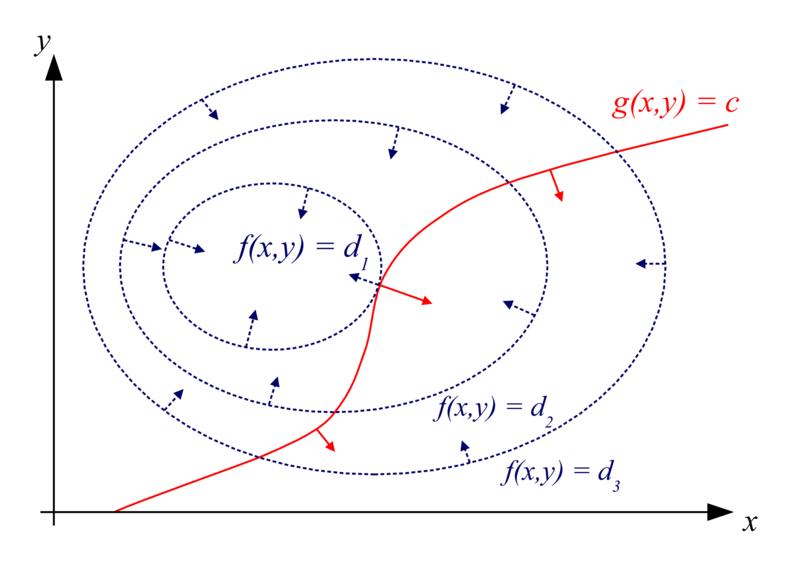 y
g(x,y) = c
f(x,y) = d₁
f(x,y) = d₂
f(x,y) = d₃
x